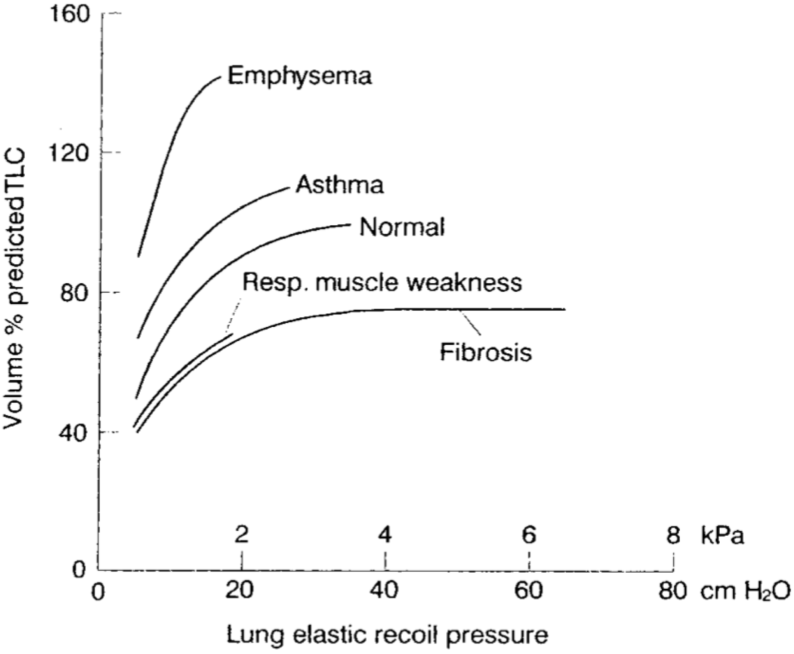 160
Emphysema
120
Asthma
Normal
Resp. muscle weakness
80
Fibrosis
40
Volume % predicted TLC
2 4 6 8 kPa
0
0 20 40 60 80 cm H₂O
Lung elastic recoil pressure